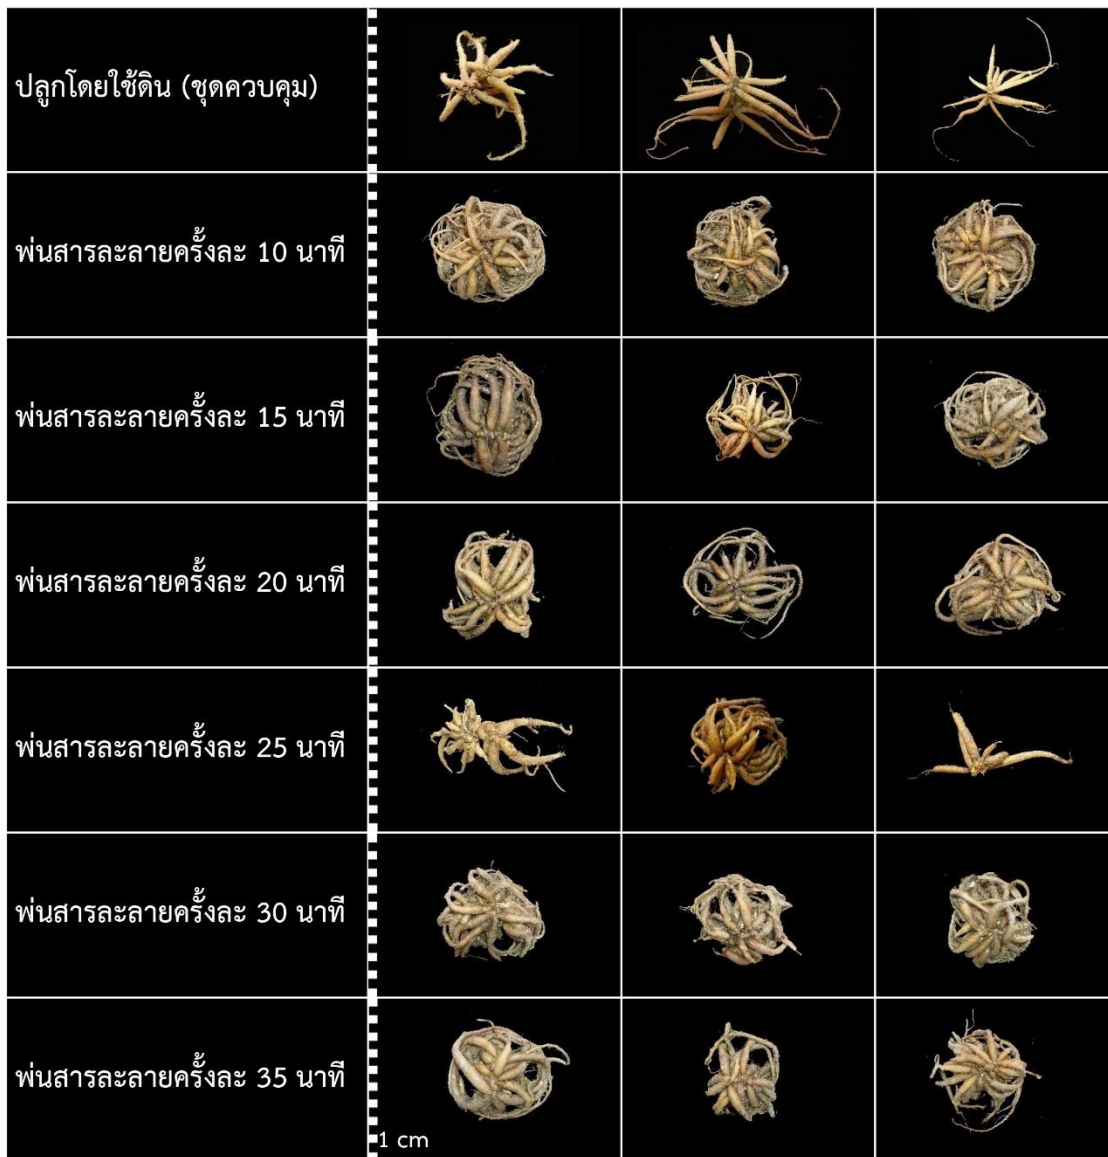 ปลูกโดยใช้ดิน (ชุดควบคุม)
พ่นสารละลายครั้งละ 10 นาที
พ่นสารละลายครั้งละ 15 นาที
พ่นสารละลายครั้งละ 20 นาที
พ่นสารละลายครั้งละ 25 นาที
พ่นสารละลายครั้งละ 30 นาที
พ่นสารละลายครั้งละ 35 นาที
1 cm